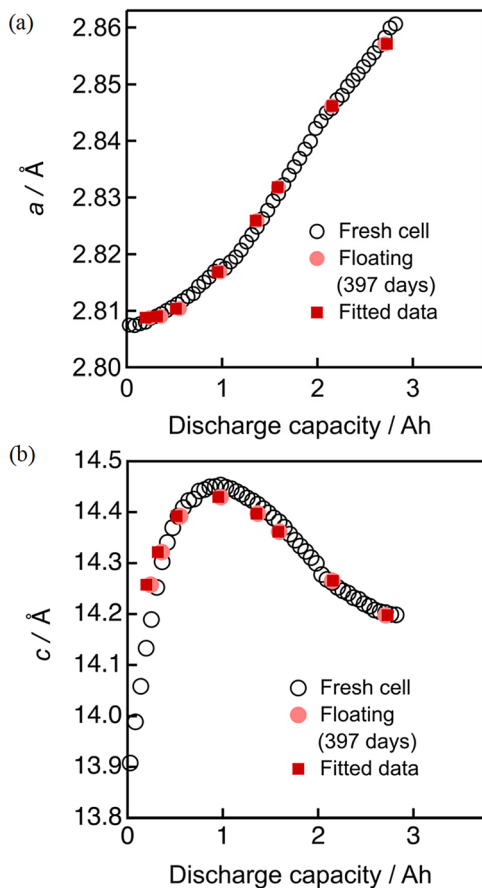 (a)
2.86
2.85
2.84
2.83
2.82
2.81
2.80
a / Å
Fresh cell
Floating
(397 days)
Fitted data
0 1 2 3
Discharge capacity / Ah
(b)
14.5
14.4
14.3
14.2
14.1
14.0
13.9
13.8
c / Å
Fresh cell
Floating
(397 days)
Fitted data
0 1 2 3
Discharge capacity / Ah